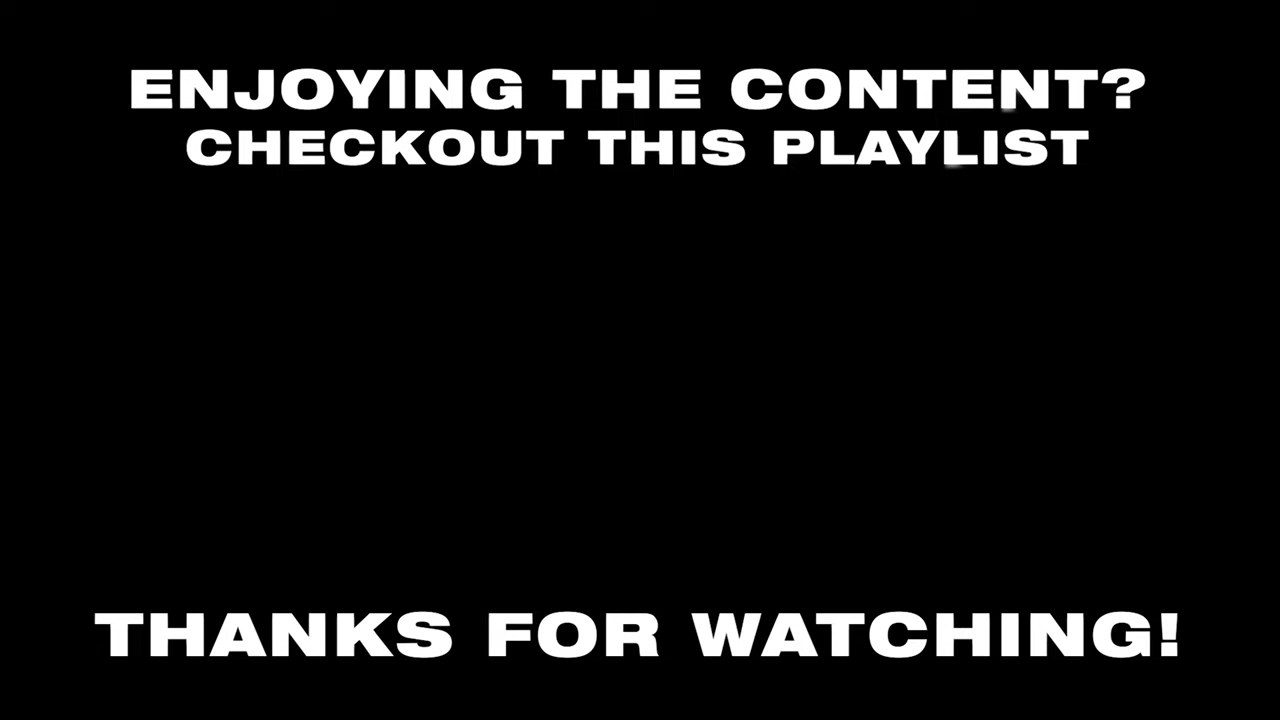 ENJOYING THE CONTENT?
CHECKOUT THIS PLAYLIST
THANKS FOR WATCHING!